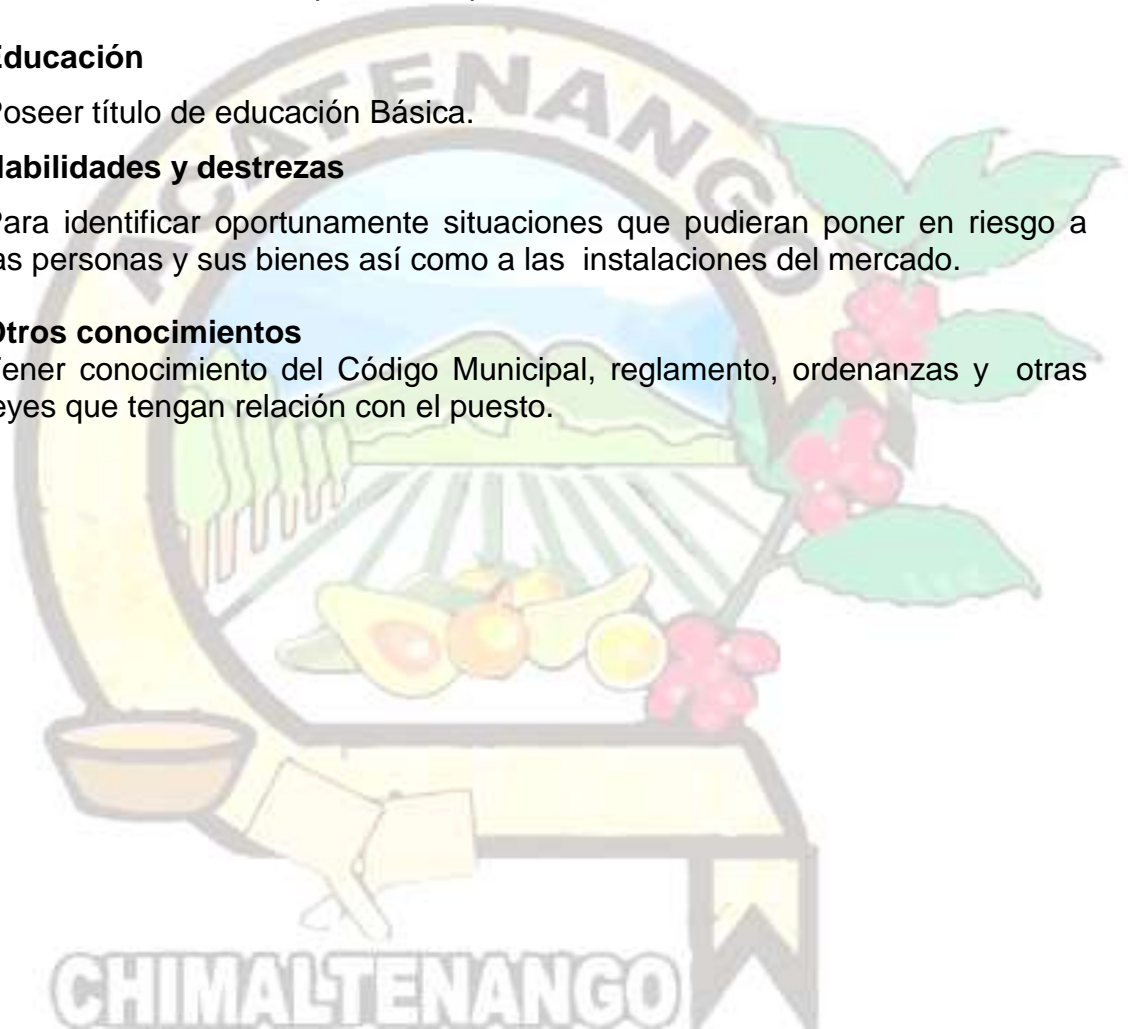 Educación
Poseer título de educación Básica.
Habilidades y destrezas
Para identificar oportunamente situaciones que pudieran poner en riesgo a
las personas y sus bienes así como a las instalaciones del mercado.
Otros conocimientos
Tener conocimiento del Código Municipal, reglamento, ordenanzas y otras
leyes que tengan relación con el puesto.
ACATENANGO
CHIMALTENANGO